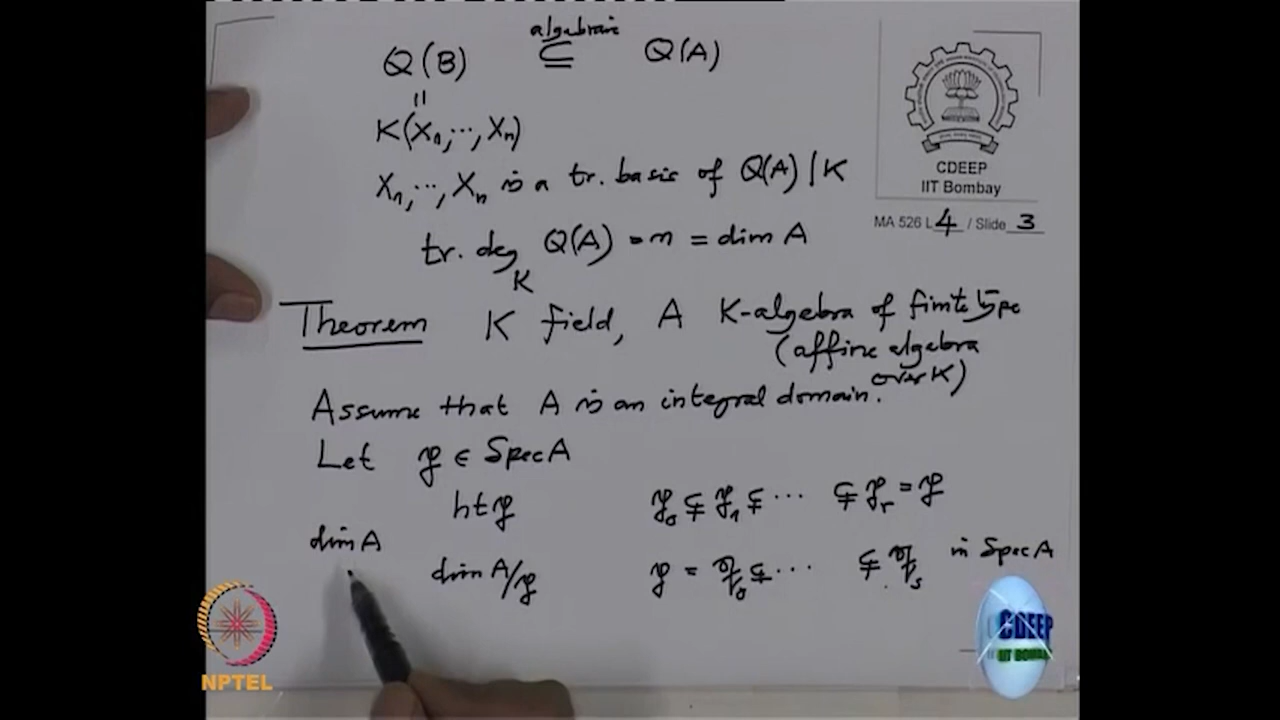 Q(B) algebraic ⊆ Q(A)
=
K(X₁,⋯,Xₙ)
X₁,⋯,Xₙ is a tr. basis of Q(A)|K
tr. deg_K Q(A) = n = dim A
Theorem K field, A K-algebra of finite type
(affine algebra
over K)
Assume that A is an integral domain.
Let 𝔭 ∈ Spec A
ht 𝔭 𝔭₀ ⊊ 𝔭₁ ⊊ ⋯ ⊊ 𝔭ᵣ = 𝔭
dim A
dim A/𝔭 𝔭 = 𝔮₀ ⊊ ⋯ ⊊ 𝔮ₛ in Spec A
CDEEP
IIT Bombay
MA 526 L 4 / Slide 3
NPTEL
CDEEP
IIT BOMBAY